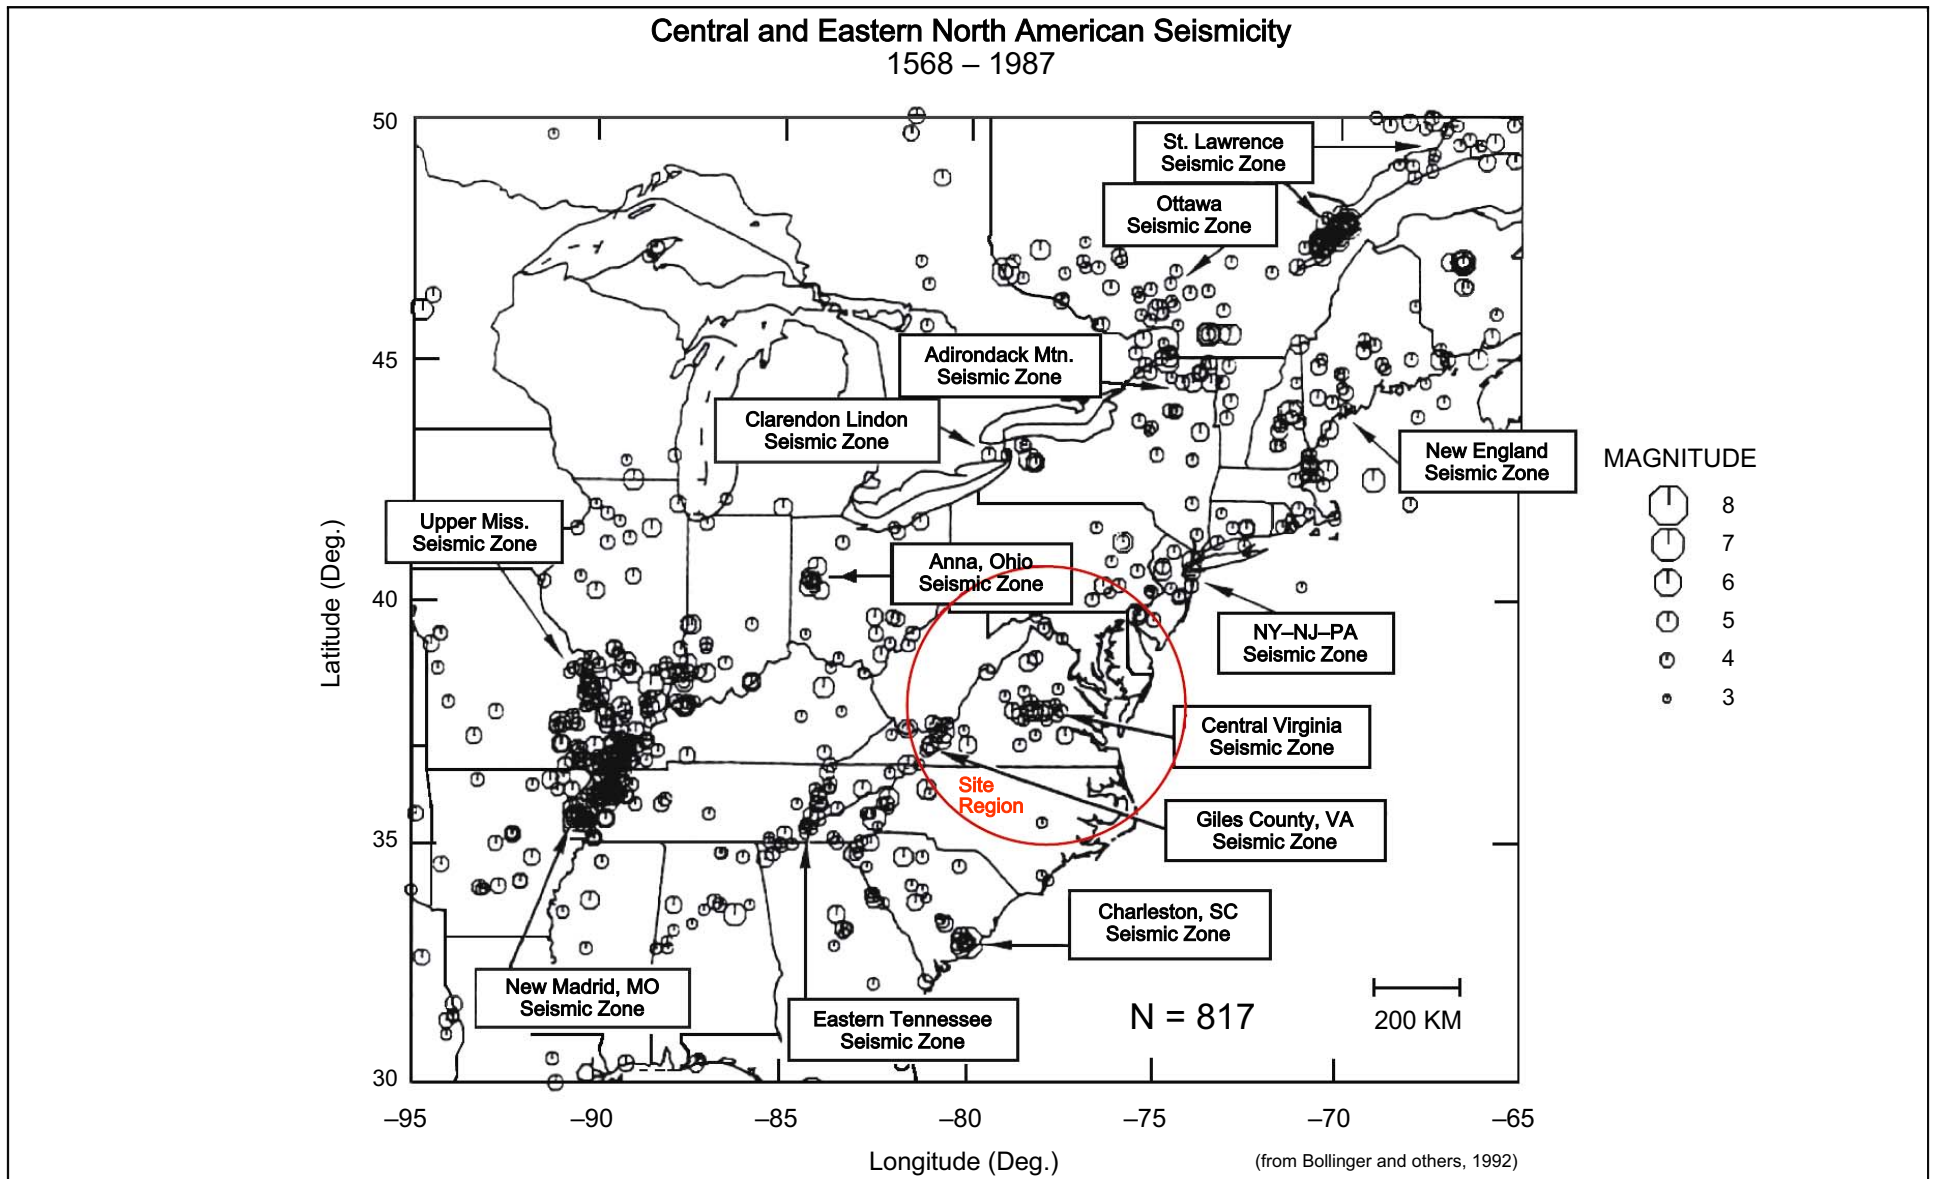 Central and Eastern North American Seismicity
1568 – 1987
50
45
40
35
30
Latitude (Deg.)
–95
–90
–85
–80
–75
–70
–65
Longitude (Deg.)
(from Bollinger and others, 1992)
St. Lawrence
Seismic Zone
Ottawa
Seismic Zone
Adirondack Mtn.
Seismic Zone
Clarendon Lindon
Seismic Zone
New England
Seismic Zone
Upper Miss.
Seismic Zone
Anna, Ohio
Seismic Zone
NY–NJ–PA
Seismic Zone
Central Virginia
Seismic Zone
Site
Region
Giles County, VA
Seismic Zone
Charleston, SC
Seismic Zone
New Madrid, MO
Seismic Zone
Eastern Tennessee
Seismic Zone
N = 817
200 KM
MAGNITUDE
8
7
6
5
4
3